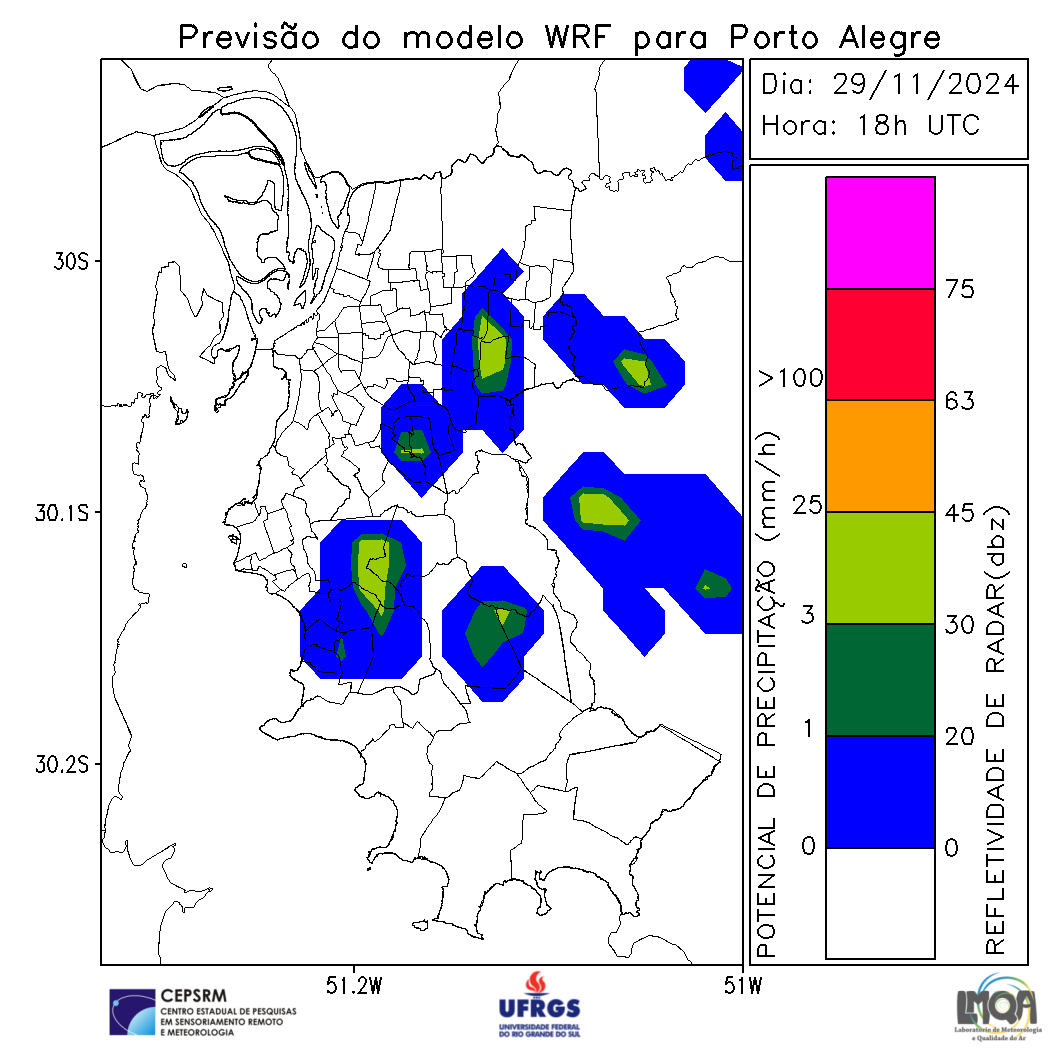 Previsão do modelo WRF para Porto Alegre
Dia: 29/11/2024
Hora: 18h UTC
30S
30.1S
30.2S
51.2W
51W
POTENCIAL DE PRECIPITAÇÃO (mm/h)
>100
25
3
1
0
75
63
45
30
20
0
REFLETIVIDADE DE RADAR(dbz)
CEPSRM
CENTRO ESTADUAL DE PESQUISAS
EM SENSORIAMENTO REMOTO
E METEOROLOGIA
UFRGS
UNIVERSIDADE FEDERAL
DO RIO GRANDE DO SUL
LMQA
Laboratório de Meteorologia
e Qualidade do Ar